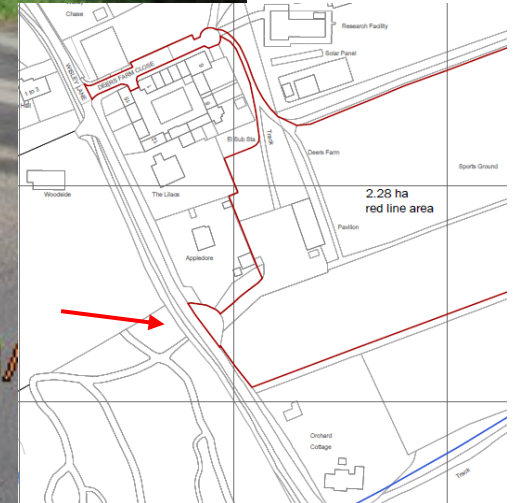 Chase
Research Facility
Solar Panel
WISLEY LANE
DEERS FARM CLOSE
1 to 3
Hall
El Sub Sta
Track
Deers Farm
Sports Ground
Woodside
The Lilacs
2.28 ha
red line area
Pavilion
Appledore
Orchard
Cottage
Track